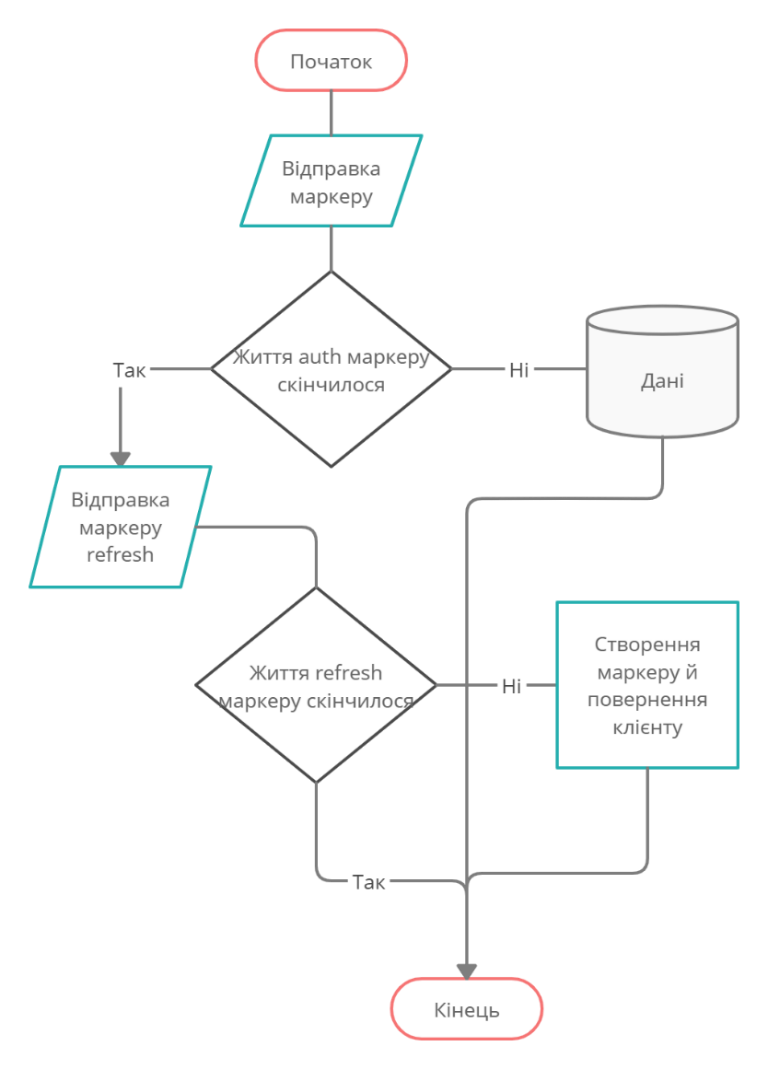 Початок
Відправка
маркеру
Життя auth маркеру
скінчилося
Так
Ні
Дані
Відправка
маркеру
refresh
Життя refresh
маркеру скінчилося
Ні
Створення
маркеру й
повернення
клієнту
Так
Кінець